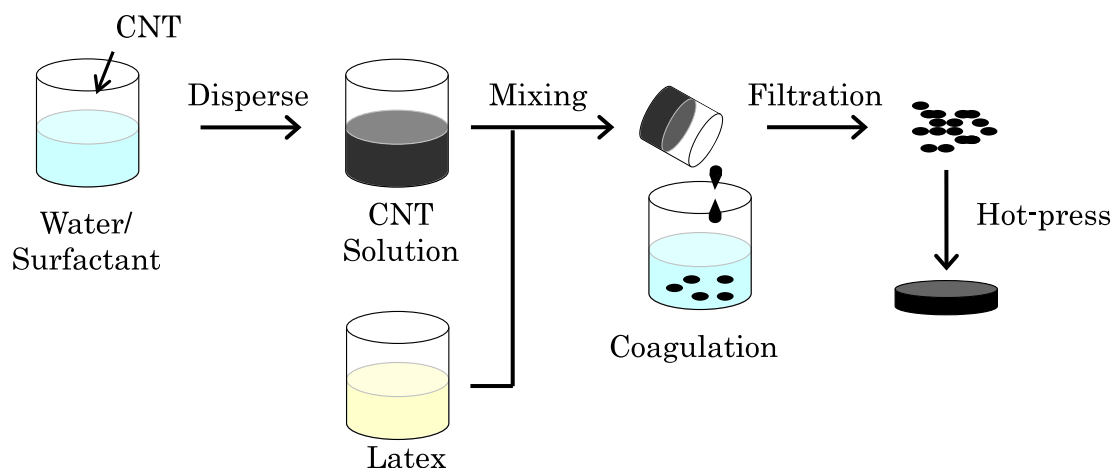 CNT
Disperse
Mixing
Filtration
Water/
Surfactant
CNT
Solution
Hot-press
Coagulation
Latex